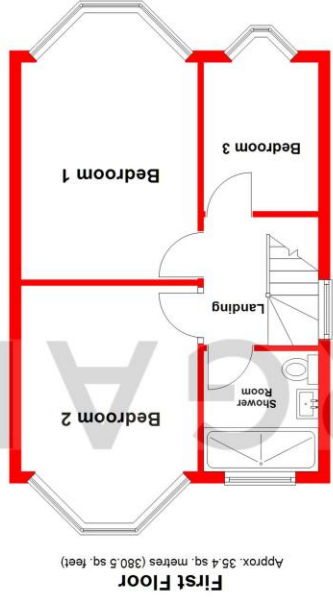 First Floor
Approx. 35.4 sq. metres (380.5 sq. feet)
Shower
Room
Bedroom 2
Landing
Bedroom 1
Bedroom 3